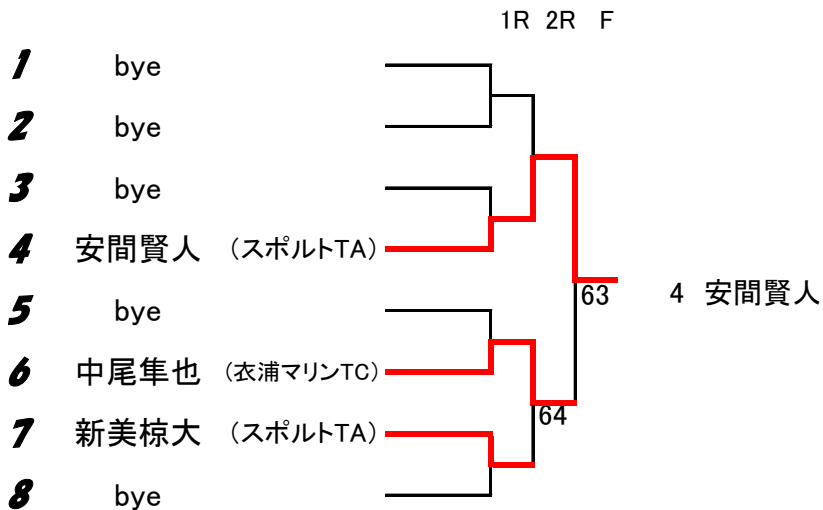 1R 2R F
1 bye
2 bye
3 bye
4 安間賢人 (スポルトTA)
63 4 安間賢人
5 bye
6 中尾隼也 (衣浦マリンTC)
64
7 新美椋大 (スポルトTA)
8 bye